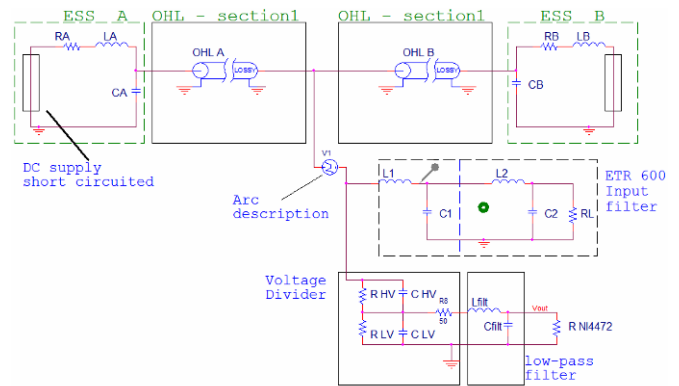 ESS A
OHL - section1
OHL - section1
ESS B
RA
LA
OHL A
LOSSY
OHL B
LOSSY
RB
LB
CA
CB
DC supply
short circuited
V1
Arc
description
L1
L2
C1
C2
RL
ETR 600
Input
filter
Voltage
Divider
R HV
C HV
R8
50
Lfilt
Vout
R LV
C LV
Cfilt
R NI4472
low-pass
filter